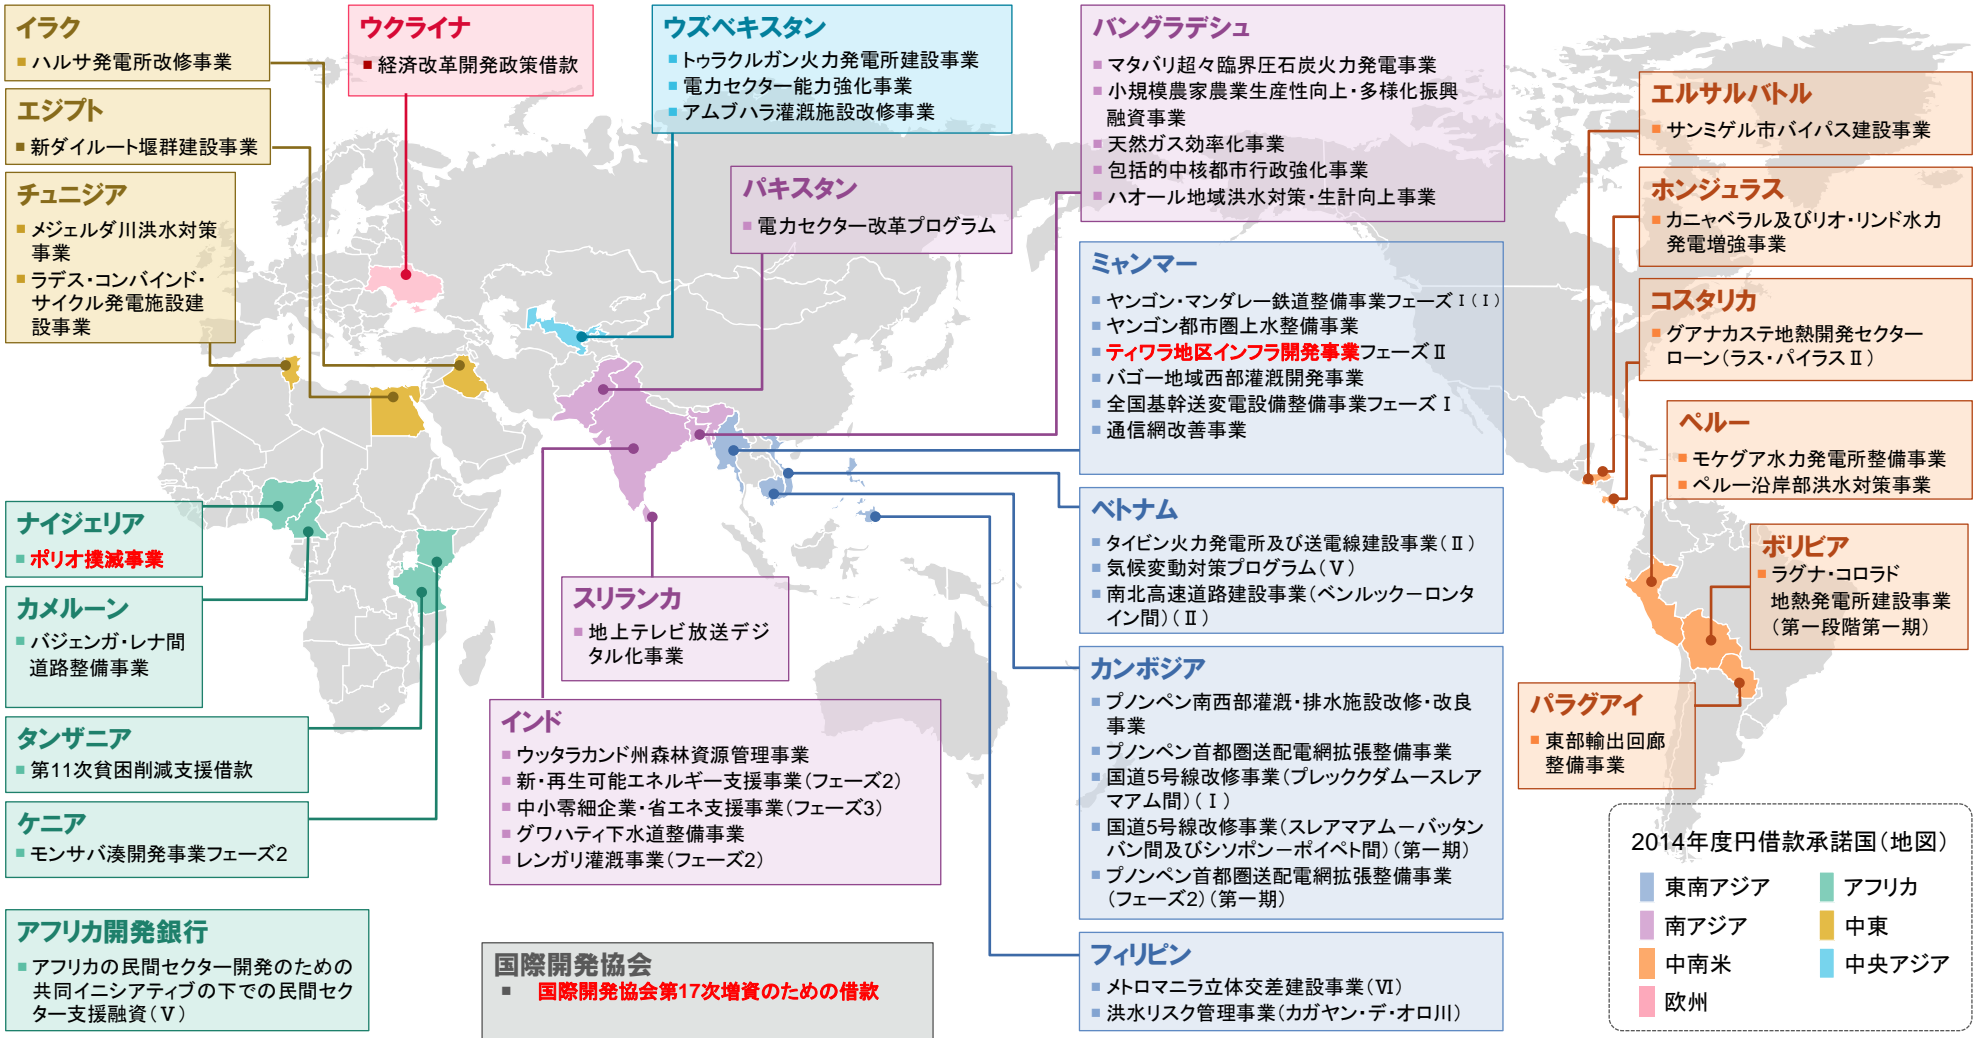 イラク
ハルサ発電所改修事業
エジプト
新ダイルート堰群建設事業
チュニジア
メジェルダ川洪水対策
事業
ラデス・コンバインド・
サイクル発電施設建
設事業
ウクライナ
経済改革開発政策借款
ウズベキスタン
トゥラクルガン火力発電所建設事業
電力セクター能力強化事業
アムブハラ灌漑施設改修事業
パキスタン
電力セクター改革プログラム
バングラデシュ
マタバリ超々臨界圧石炭火力発電事業
小規模農家農業生産性向上・多様化振興
融資事業
天然ガス効率化事業
包括的中核都市行政強化事業
ハオール地域洪水対策・生計向上事業
ミャンマー
ヤンゴン・マンダレー鉄道整備事業フェーズⅠ(Ⅰ)
ヤンゴン都市圏上水整備事業
ティワラ地区インフラ開発事業フェーズⅡ
バゴー地域西部灌漑開発事業
全国基幹送変電設備整備事業フェーズⅠ
通信網改善事業
ベトナム
タイビン火力発電所及び送電線建設事業(Ⅱ)
気候変動対策プログラム(Ⅴ)
南北高速道路建設事業(ベンルック－ロンタ
イン間)(Ⅱ)
カンボジア
プノンペン南西部灌漑・排水施設改修・改良
事業
プノンペン首都圏送配電網拡張整備事業
国道5号線改修事業(プレッククダム－スレア
マアム間)(Ⅰ)
国道5号線改修事業(スレアマアム－バッタン
バン間及びシソポン－ポイペト間)(第一期)
プノンペン首都圏送配電網拡張整備事業
(フェーズ2)(第一期)
フィリピン
メトロマニラ立体交差建設事業(Ⅵ)
洪水リスク管理事業(カガヤン・デ・オロ川)
エルサルバトル
サンミゲル市バイパス建設事業
ホンジュラス
カニャベラル及びリオ・リンド水力
発電増強事業
コスタリカ
グアナカステ地熱開発セクター
ローン(ラス・パイラスⅡ)
ペルー
モケグア水力発電所整備事業
ペルー沿岸部洪水対策事業
ボリビア
ラグナ・コロラド
地熱発電所建設事業
(第一段階第一期)
パラグアイ
東部輸出回廊
整備事業
ナイジェリア
ポリオ撲滅事業
カメルーン
バジェンガ・レナ間
道路整備事業
タンザニア
第11次貧困削減支援借款
ケニア
モンサバ湊開発事業フェーズ2
アフリカ開発銀行
アフリカの民間セクター開発のための
共同イニシアティブの下での民間セク
ター支援融資(Ⅴ)
スリランカ
地上テレビ放送デジ
タル化事業
インド
ウッタラカンド州森林資源管理事業
新・再生可能エネルギー支援事業(フェーズ2)
中小零細企業・省エネ支援事業(フェーズ3)
グワハティ下水道整備事業
レンガリ灌漑事業(フェーズ2)
国際開発協会
国際開発協会第17次増資のための借款
2014年度円借款承諾国(地図)
東南アジア
アフリカ
南アジア
中東
中南米
中央アジア
欧州